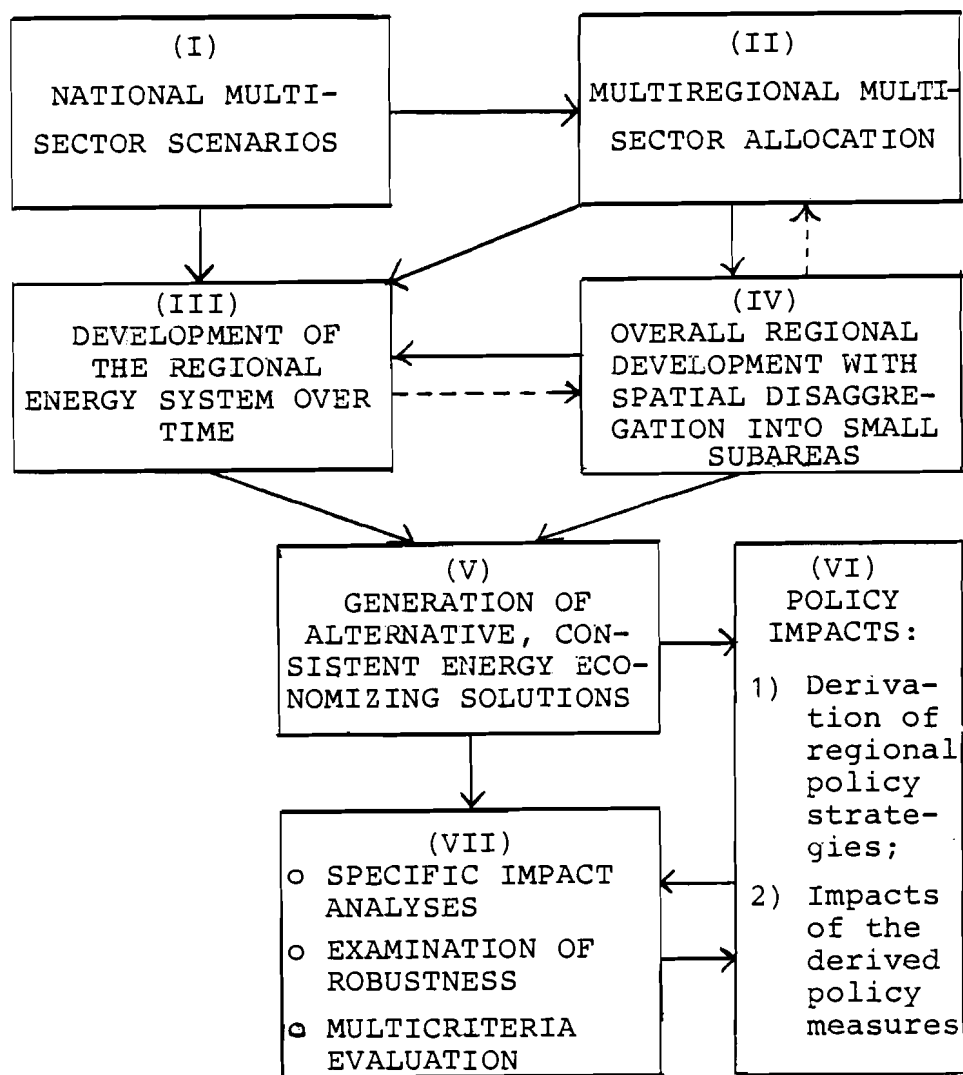 (I)
NATIONAL MULTI-
SECTOR SCENARIOS
(II)
MULTIREGIONAL MULTI-
SECTOR ALLOCATION
(III)
DEVELOPMENT OF
THE REGIONAL
ENERGY SYSTEM OVER
TIME
(IV)
OVERALL REGIONAL
DEVELOPMENT WITH
SPATIAL DISAGGRE-
GATION INTO SMALL
SUBAREAS
(V)
GENERATION OF
ALTERNATIVE, CON-
SISTENT ENERGY ECO-
NOMIZING SOLUTIONS
(VI)
POLICY
IMPACTS:
1) Deriva-
tion of
regional
policy
strate-
gies;
2) Impacts
of the
derived
policy
measures
(VII)
o SPECIFIC IMPACT
ANALYSES
o EXAMINATION OF
ROBUSTNESS
o MULTICRITERIA
EVALUATION